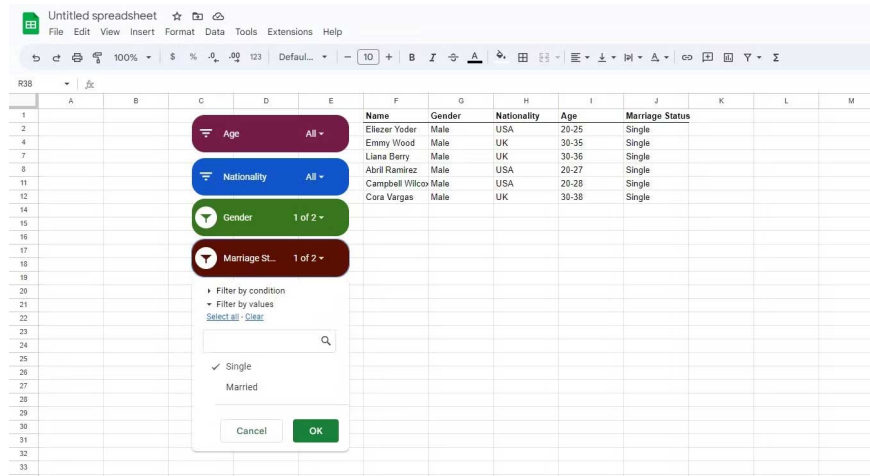 Untitled spreadsheet
File Edit View Insert Format Data Tools Extensions Help
100% $ % .0 .00 123 Defaul... - 10 + B I A
R38 fx
A B C D E F G H I J K L M
1 Name Gender Nationality Age Marriage Status
2 Age All Eliezer Yoder Male USA 20-25 Single
4 Emmy Wood Male UK 30-35 Single
7 Liana Berry Male UK 30-36 Single
8 Nationality All Abril Ramirez Male USA 20-27 Single
11 Campbell Wilcox Male USA 20-28 Single
12 Cora Vargas Male UK 30-38 Single
14 Gender 1 of 2
15
16
17 Marriage St... 1 of 2
18
19
20 Filter by condition
21 Filter by values
22 Select all - Clear
23
24
25
26 Single
27 Married
28
29
30 Cancel OK
31
32
33